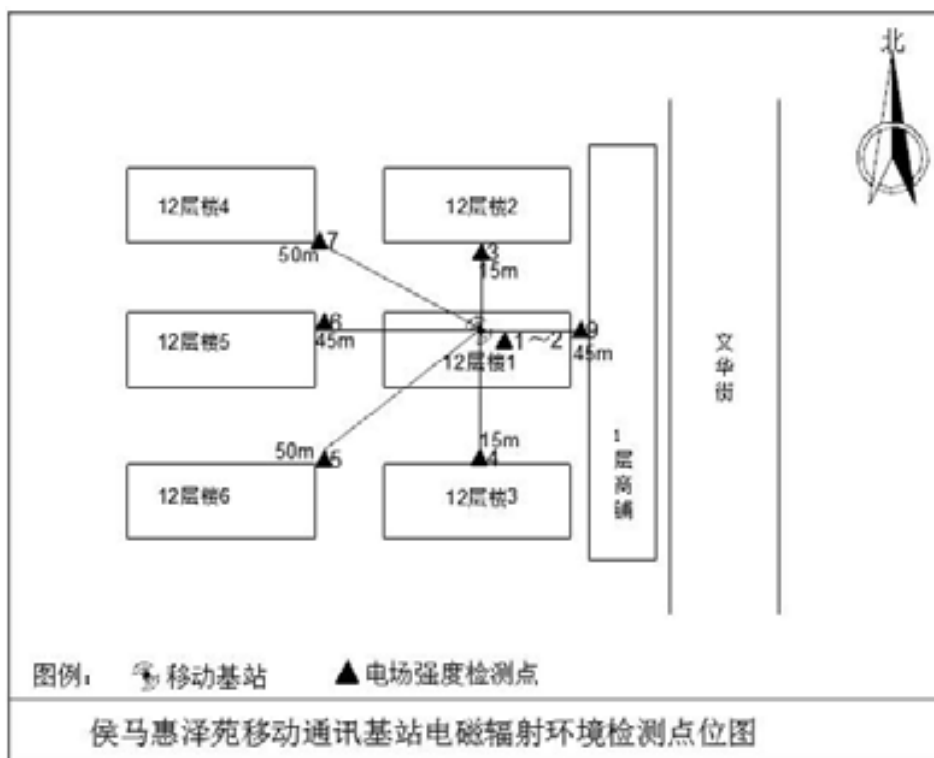 北
12层楼4
12层楼2
7
50m
3
15m
6
45m
1～2
9
45m
12层楼5
12层楼1
文华街
15m
50m
5
4
12层楼6
12层楼3
1层商铺
图例：
移动基站
电场强度检测点
侯马惠泽苑移动通讯基站电磁辐射环境检测点位图